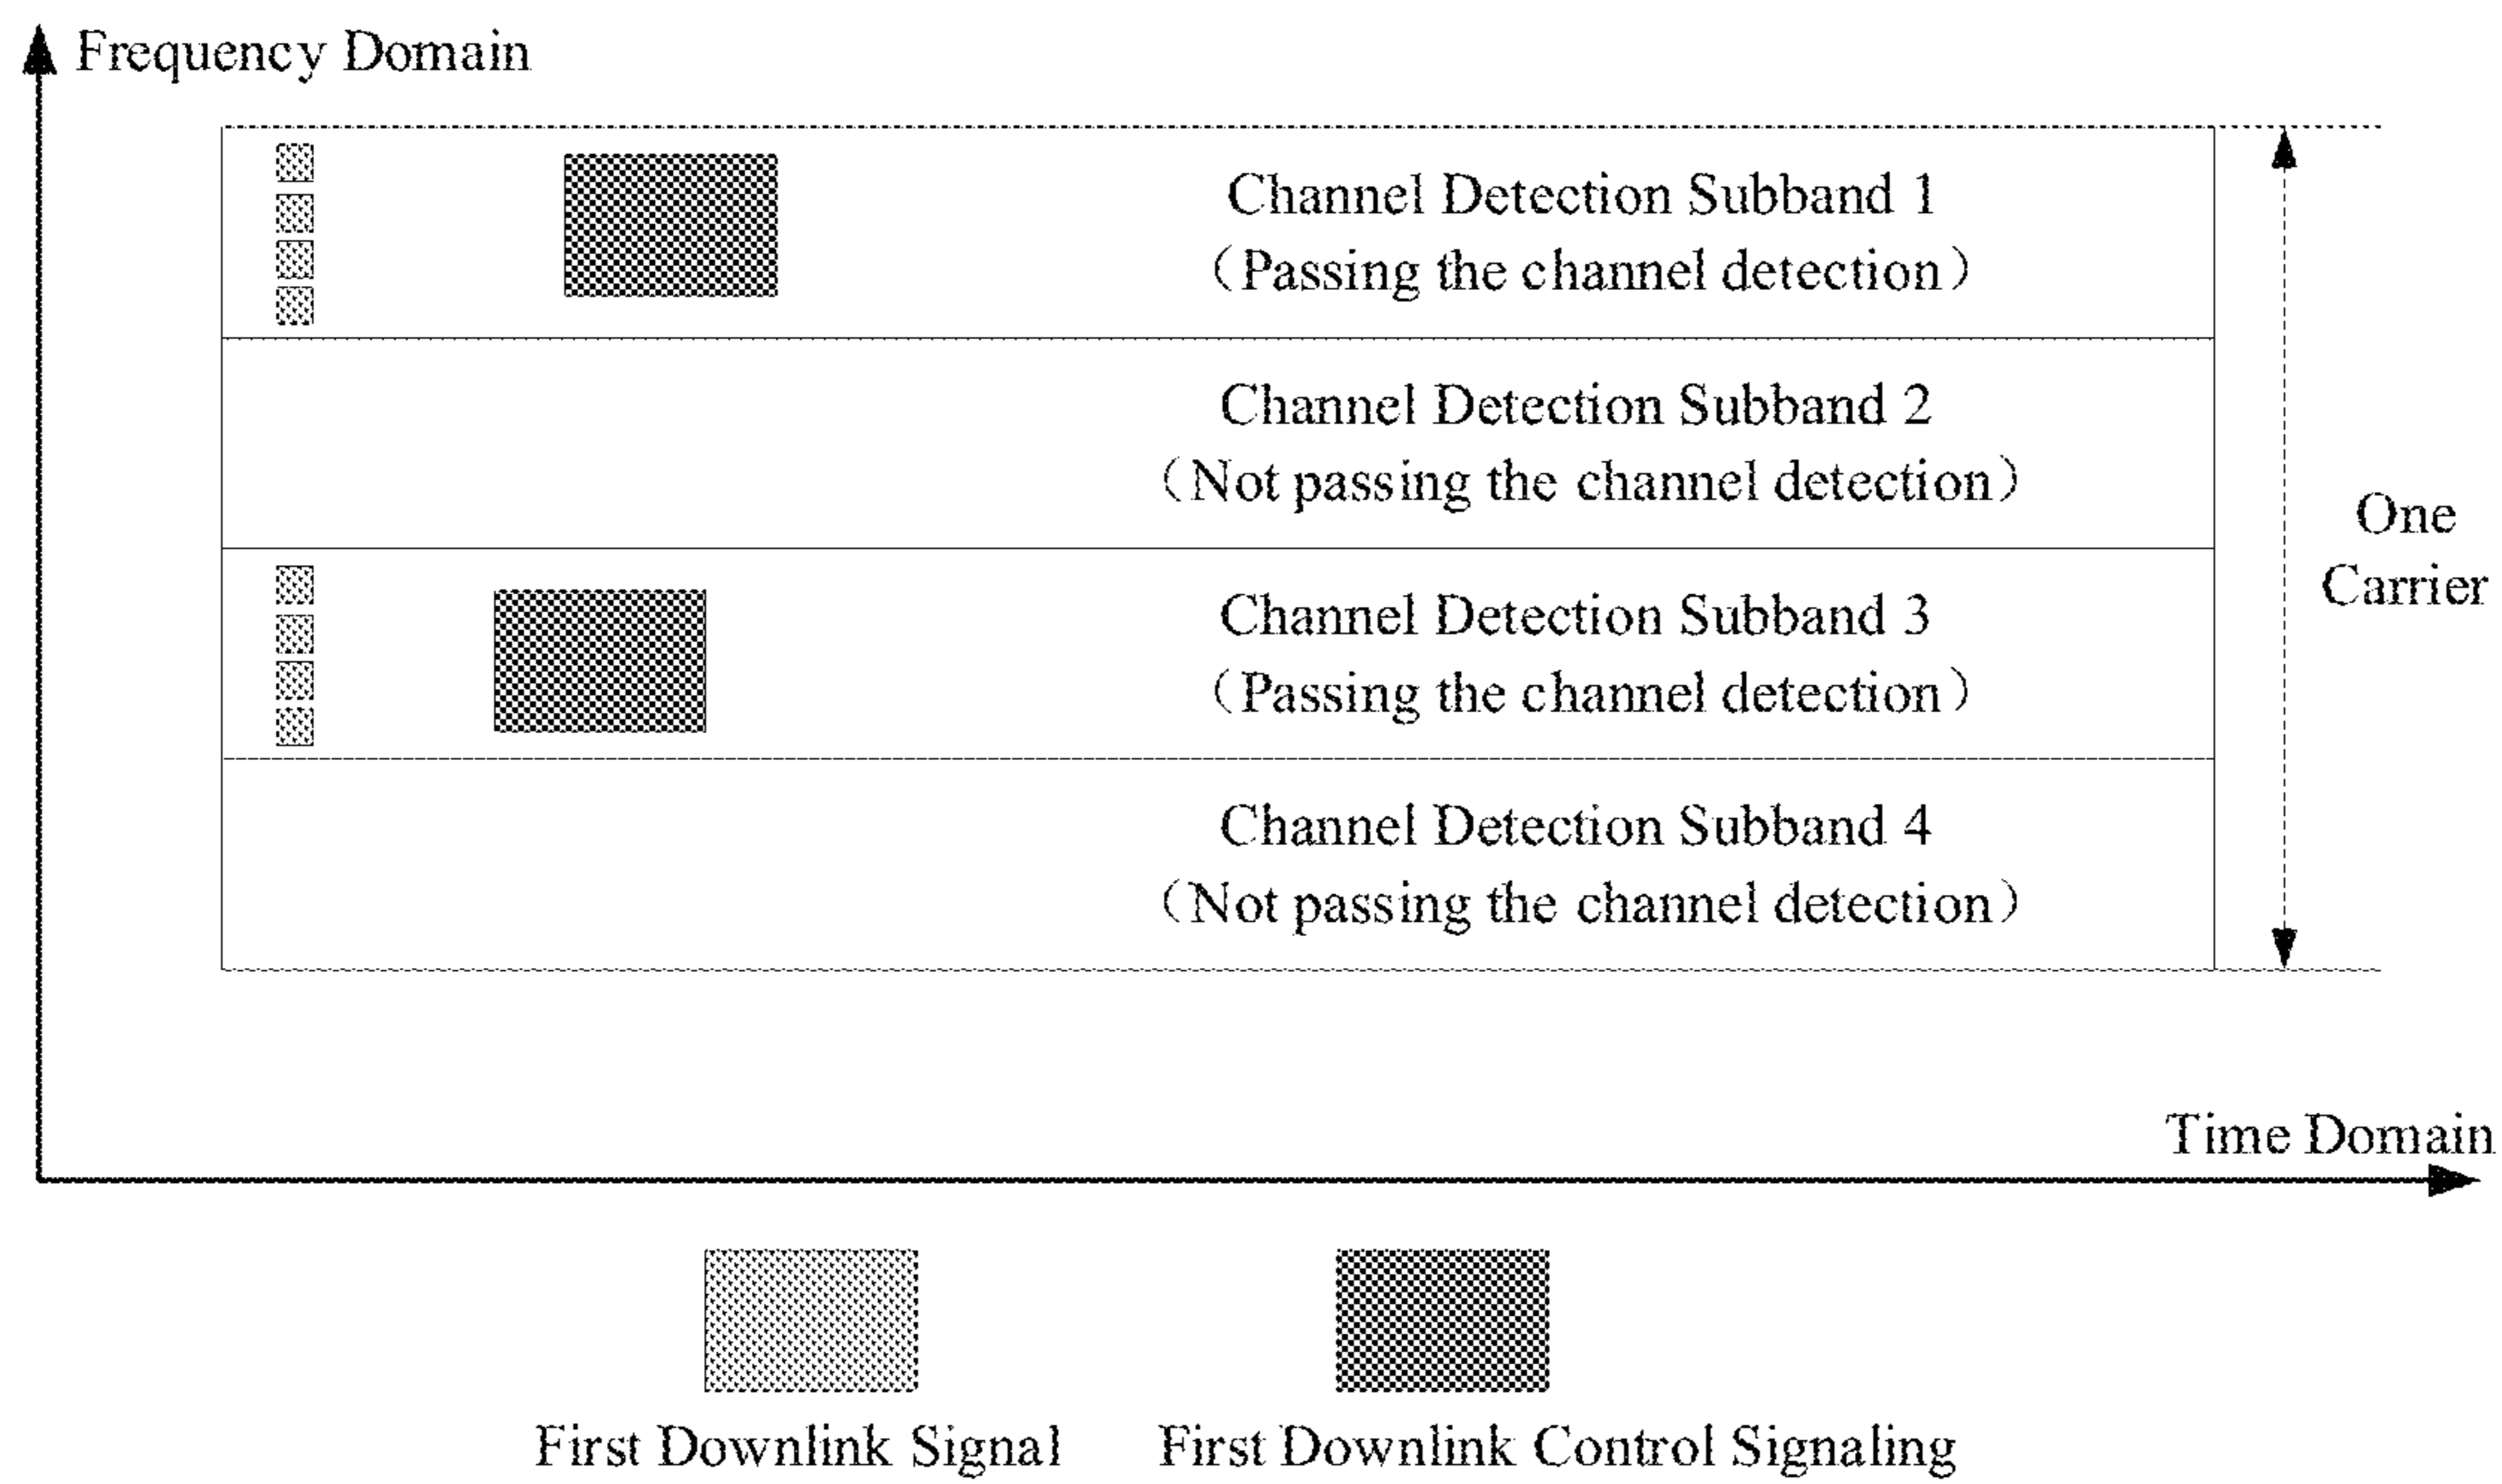 Frequency Domain
Channel Detection Subband 1
(Passing the channel detection)
Channel Detection Subband 2
(Not passing the channel detection)
One
Carrier
Channel Detection Subband 3
(Passing the channel detection)
Channel Detection Subband 4
(Not passing the channel detection)
Time Domain
First Downlink Signal
First Downlink Control Signaling